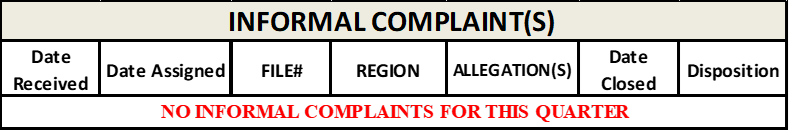 INFORMAL COMPLAINT(S)
Date Received Date Assigned FILE# REGION ALLEGATION(S) Date Closed Disposition
NO INFORMAL COMPLAINTS FOR THIS QUARTER